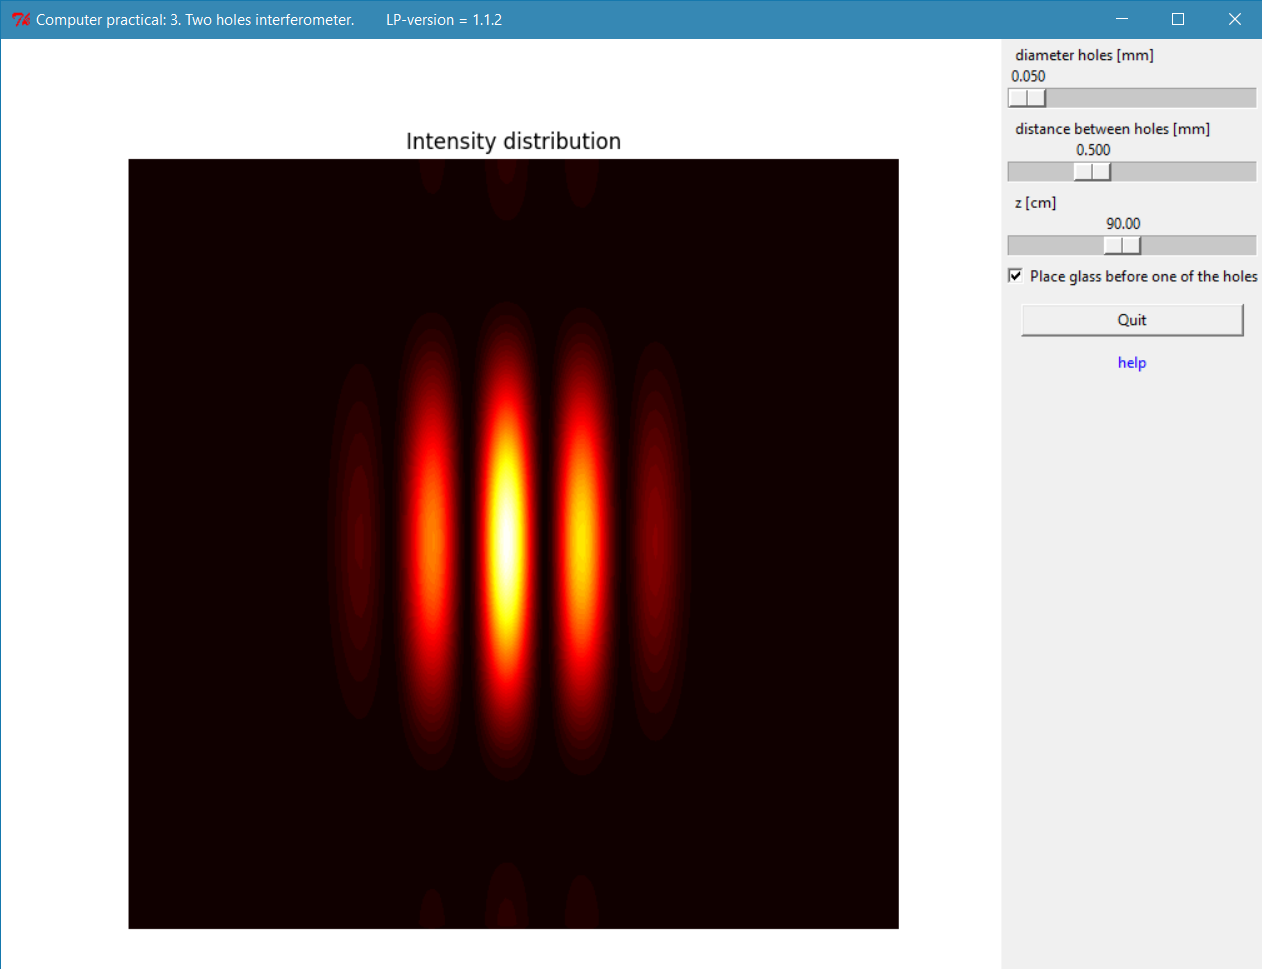 Computer practical: 3. Two holes interferometer. LP-version = 1.1.2
Intensity distribution
diameter holes [mm]
0.050
distance between holes [mm]
0.500
z [cm]
90.00
Place glass before one of the holes
Quit
help